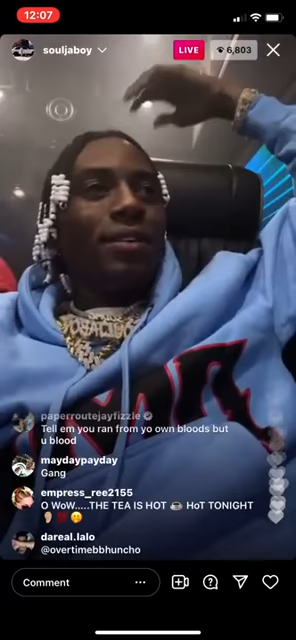 12:07
souljaboy
LIVE
6,803
paperroutejayfizzle
Tell em you ran from yo own bloods but
u blood
maydaypayday
Gang
empress_ree2155
O WoW.....THE TEA IS HOT ☕ HoT TONIGHT
👂🏼💯🤭
dareal.lalo
@overtimebbhuncho
Comment